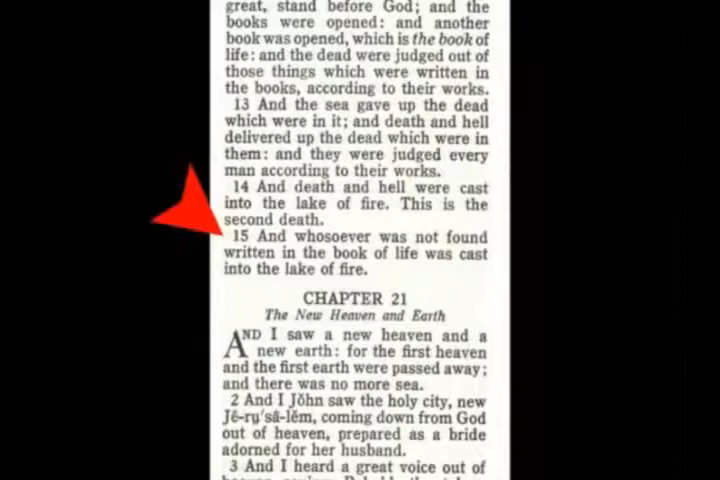 great, stand before God; and the
books were opened: and another
book was opened, which is the book of
life: and the dead were judged out of
those things which were written in
the books, according to their works.
13 And the sea gave up the dead
which were in it; and death and hell
delivered up the dead which were in
them: and they were judged every
man according to their works.
14 And death and hell were cast
into the lake of fire. This is the
second death.
15 And whosoever was not found
written in the book of life was cast
into the lake of fire.
CHAPTER 21
The New Heaven and Earth
AND I saw a new heaven and a
new earth: for the first heaven
and the first earth were passed away;
and there was no more sea.
2 And I Jŏhn saw the holy city, new
Jē-rụ'să-lĕm, coming down from God
out of heaven, prepared as a bride
adorned for her husband.
3 And I heard a great voice out of